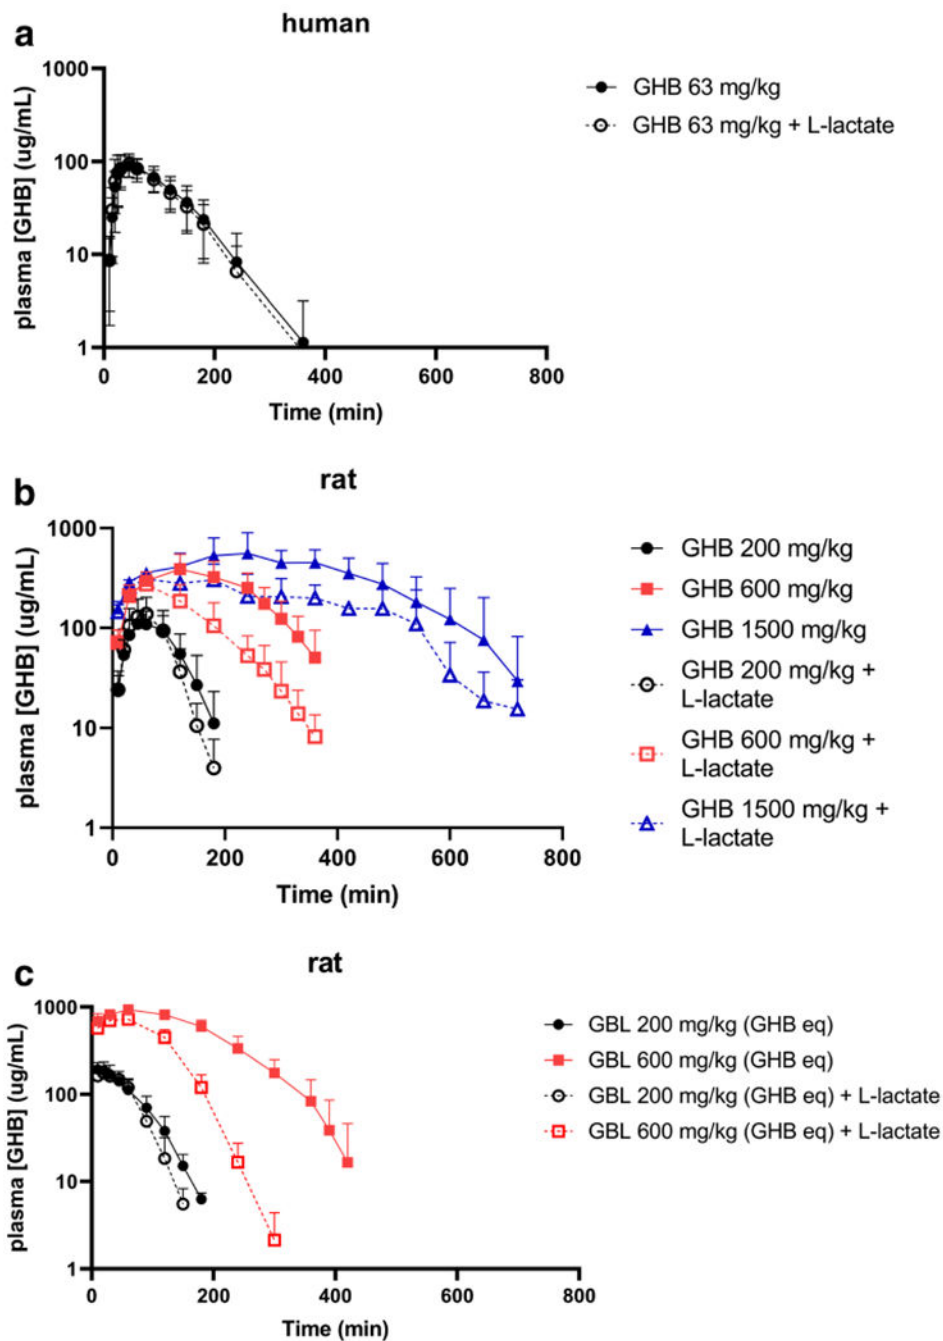 a
human
1000
100
10
1
plasma [GHB] (ug/mL)
0
200
400
600
800
Time (min)
GHB 63 mg/kg
GHB 63 mg/kg + L-lactate
b
rat
1000
100
10
1
plasma [GHB] (ug/mL)
0
200
400
600
800
Time (min)
GHB 200 mg/kg
GHB 600 mg/kg
GHB 1500 mg/kg
GHB 200 mg/kg +
L-lactate
GHB 600 mg/kg +
L-lactate
GHB 1500 mg/kg +
L-lactate
c
rat
1000
100
10
1
plasma [GHB] (ug/mL)
0
200
400
600
800
Time (min)
GBL 200 mg/kg (GHB eq)
GBL 600 mg/kg (GHB eq)
GBL 200 mg/kg (GHB eq) + L-lactate
GBL 600 mg/kg (GHB eq) + L-lactate